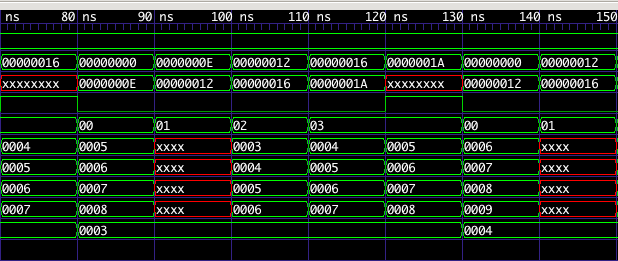 ns 80 ns 90 ns 100 ns 110 ns 120 ns 130 ns 140 ns 150
00000016 00000000 0000000E 00000012 00000016 0000001A 00000000 00000012
xxxxxxxx 0000000E 00000012 00000016 0000001A xxxxxxxx 00000012 00000016
00 01 02 03 00 01
0004 0005 xxxx 0003 0004 0005 0006 xxxx
0005 0006 xxxx 0004 0005 0006 0007 xxxx
0006 0007 xxxx 0005 0006 0007 0008 xxxx
0007 0008 xxxx 0006 0007 0008 0009 xxxx
0003 0004